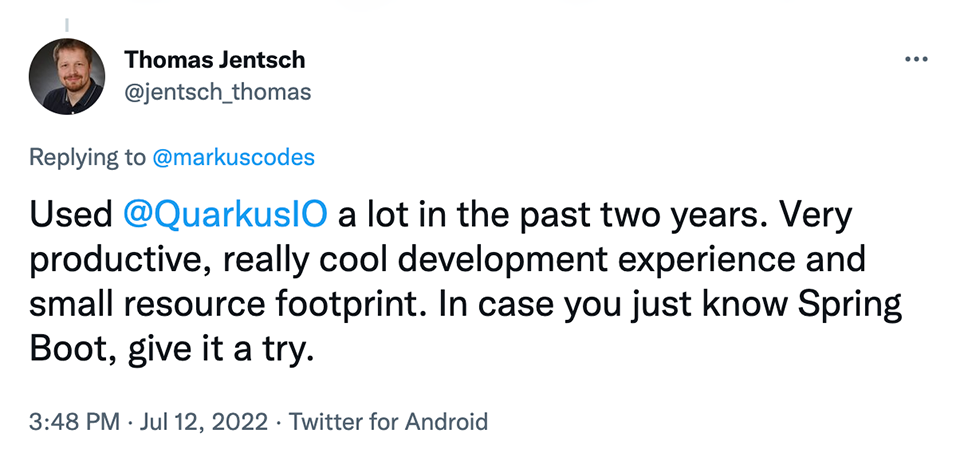 Thomas Jentsch
@jentsch_thomas
Replying to @markuscodes
Used @QuarkusIO a lot in the past two years. Very
productive, really cool development experience and
small resource footprint. In case you just know Spring
Boot, give it a try.
3:48 PM · Jul 12, 2022 · Twitter for Android